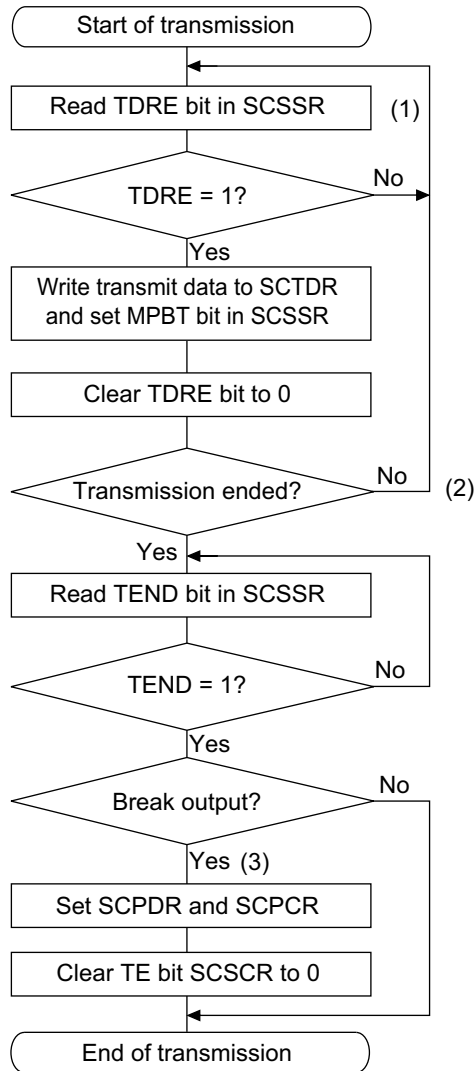 Start of transmission
Read TDRE bit in SCSSR
(1)
TDRE = 1?
No
Yes
Write transmit data to SCTDR
and set MPBT bit in SCSSR
Clear TDRE bit to 0
Transmission ended?
No
(2)
Yes
Read TEND bit in SCSSR
TEND = 1?
No
Yes
Break output?
No
Yes (3)
Set SCPDR and SCPCR
Clear TE bit SCSCR to 0
End of transmission